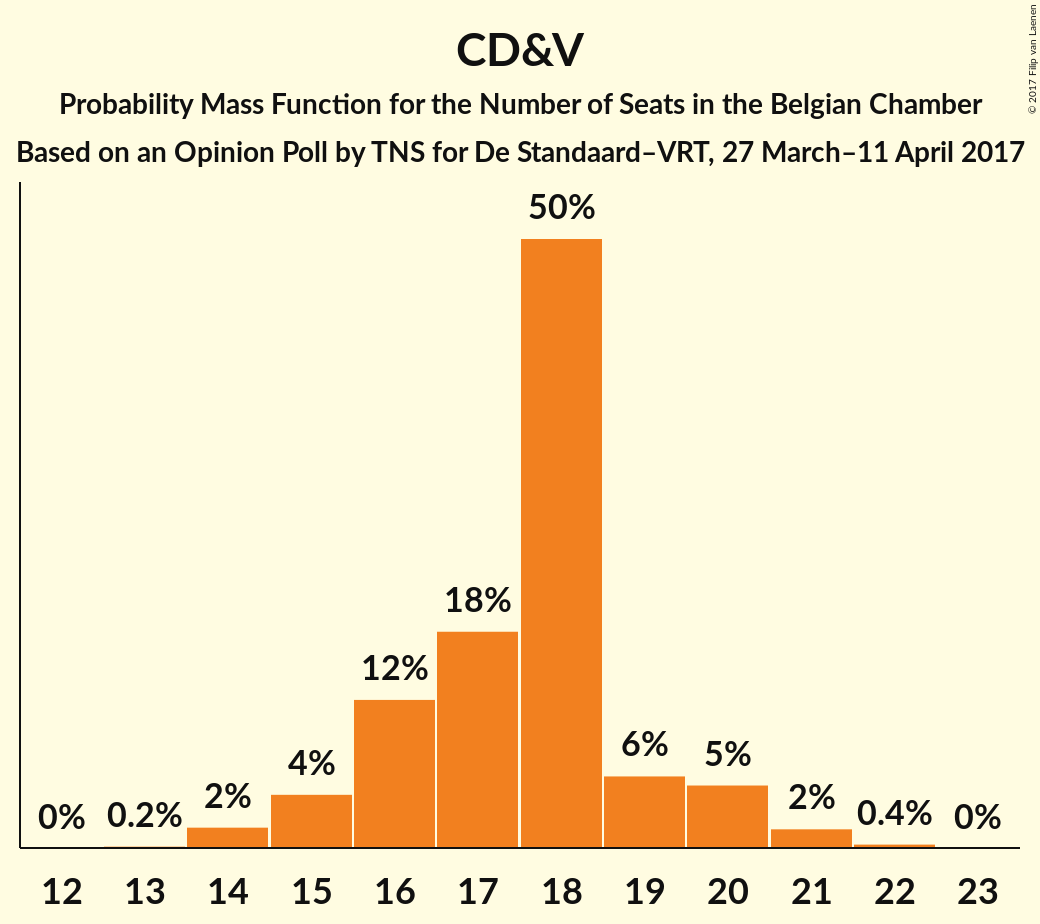 CD&V
Probability Mass Function for the Number of Seats in the Belgian Chamber
Based on an Opinion Poll by TNS for De Standaard–VRT, 27 March–11 April 2017
© 2017 Filip van Laenen
50%
18%
12%
6%
5%
4%
2%
2%
0%
0.2%
0.4%
0%
12 13 14 15 16 17 18 19 20 21 22 23